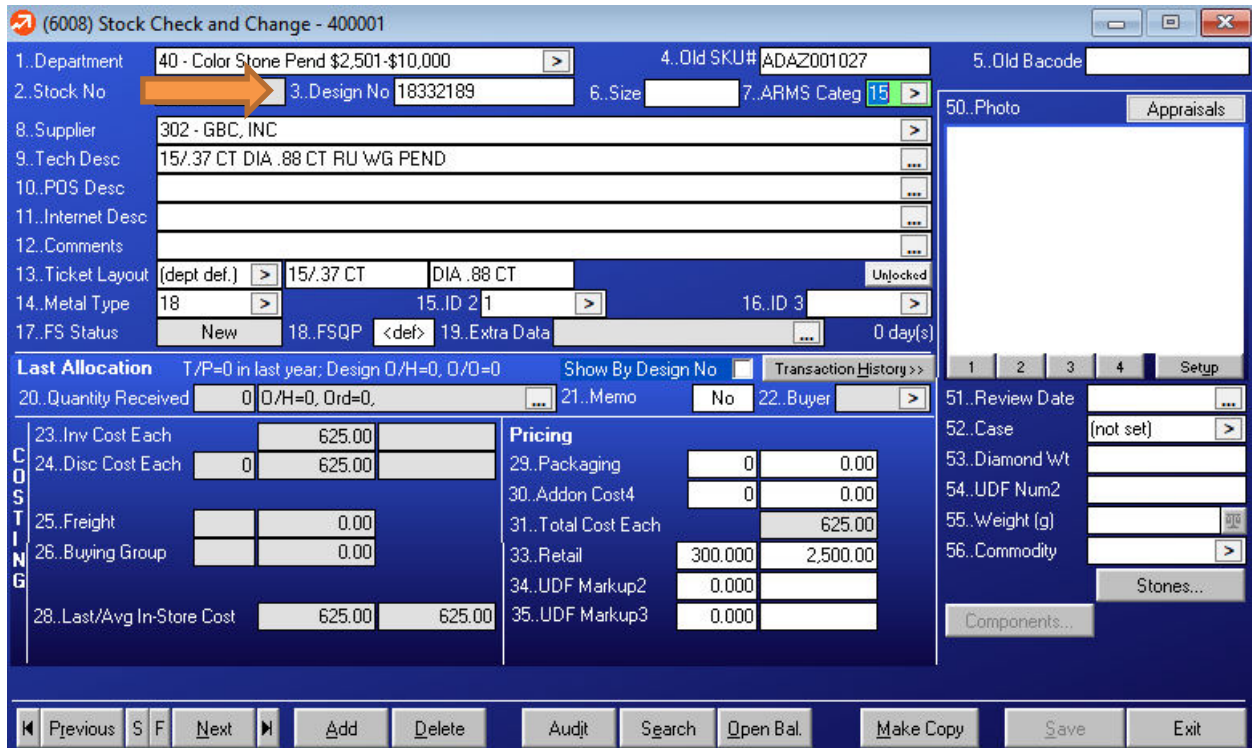 (6008) Stock Check and Change - 400001
1..Department 40 - Color Stone Pend $2,501-$10,000 > 4..Old SKU# ADAZ001027 5..Old Bacode
2..Stock No 3..Design No 18332189 6..Size 7..ARMS Categ 15 >
50..Photo Appraisals
8..Supplier 302 - GBC, INC >
9..Tech Desc 15/.37 CT DIA .88 CT RU WG PEND ...
10..POS Desc ...
11..Internet Desc ...
12..Comments ...
13..Ticket Layout (dept def.) > 15/.37 CT DIA .88 CT Unlocked
14..Metal Type 18 > 15..ID 2 1 > 16..ID 3 >
17..FS Status New 18..FSQP <def> 19..Extra Data ... 0 day(s)
Last Allocation T/P=0 in last year; Design O/H=0, O/O=0 Show By Design No Transaction History>>
1 2 3 4 Setup
20..Quantity Received 0 O/H=0, Ord=0, ... 21..Memo No 22..Buyer >
51..Review Date ...
COSTING
23..Inv Cost Each 625.00
24..Disc Cost Each 0 625.00
25..Freight 0.00
26..Buying Group 0.00
28..Last/Avg In-Store Cost 625.00 625.00
Pricing
29..Packaging 0 0.00
30..Addon Cost4 0 0.00
31..Total Cost Each 625.00
33..Retail 300.000 2,500.00
34..UDF Markup2 0.000
35..UDF Markup3 0.000
52..Case (not set) >
53..Diamond Wt
54..UDF Num2
55..Weight (g)
56..Commodity >
Stones...
Components...
Previous S F Next Add Delete Audit Search Open Bal. Make Copy Save Exit